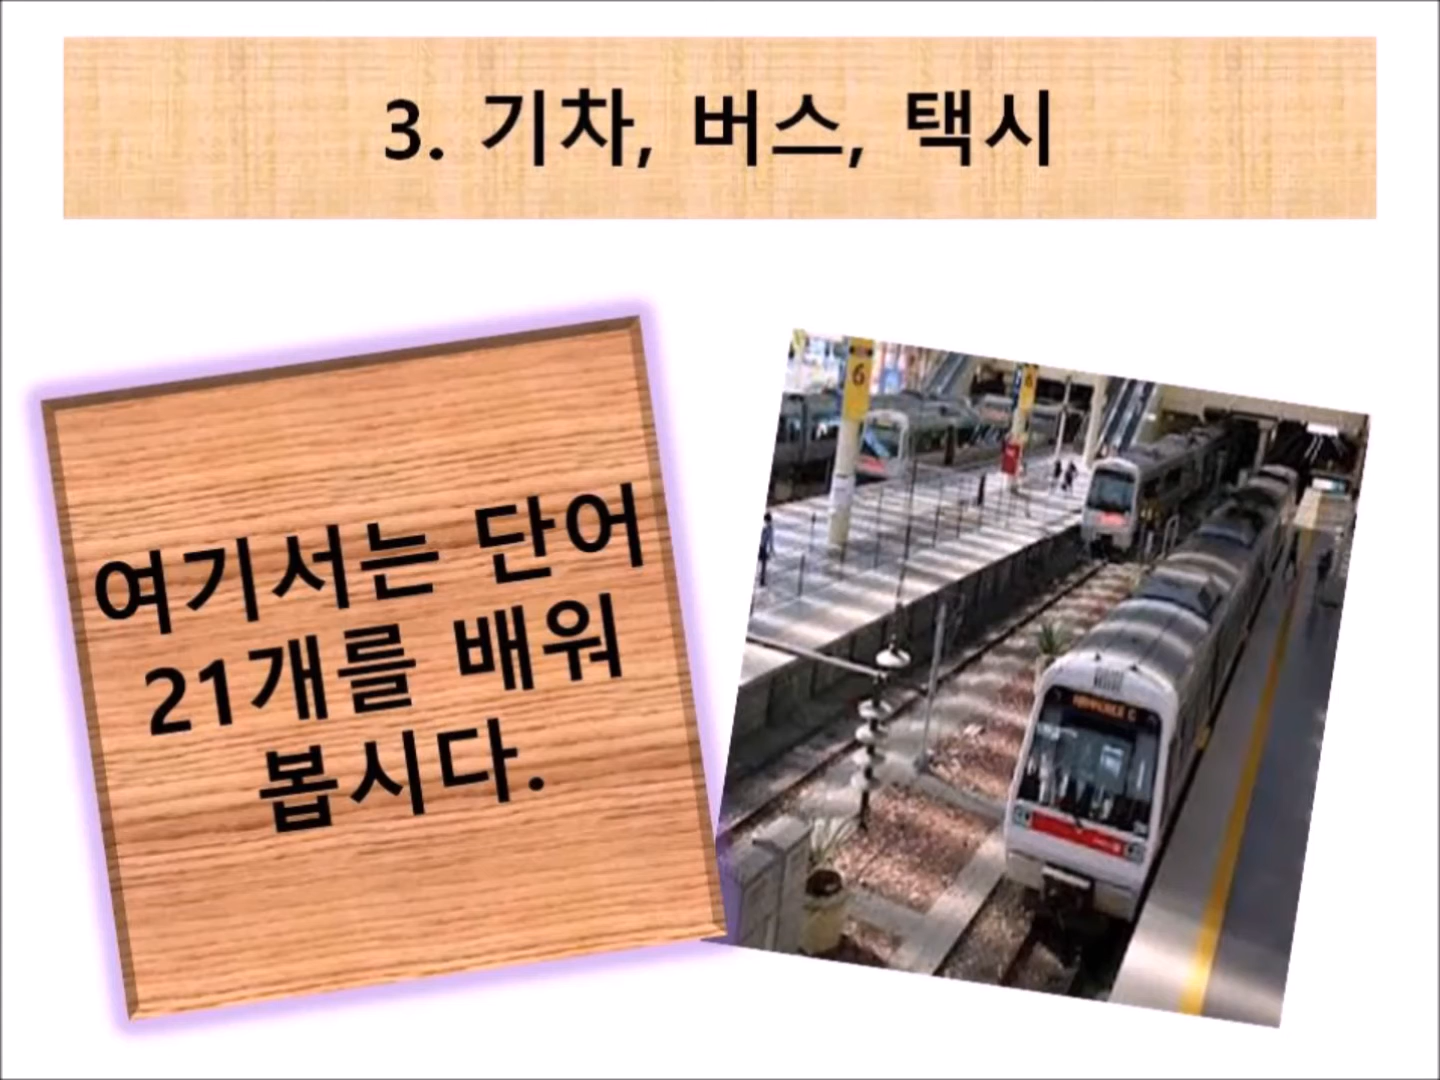 3. 기차, 버스, 택시
여기서는 단어
21개를 배워
봅시다.
6